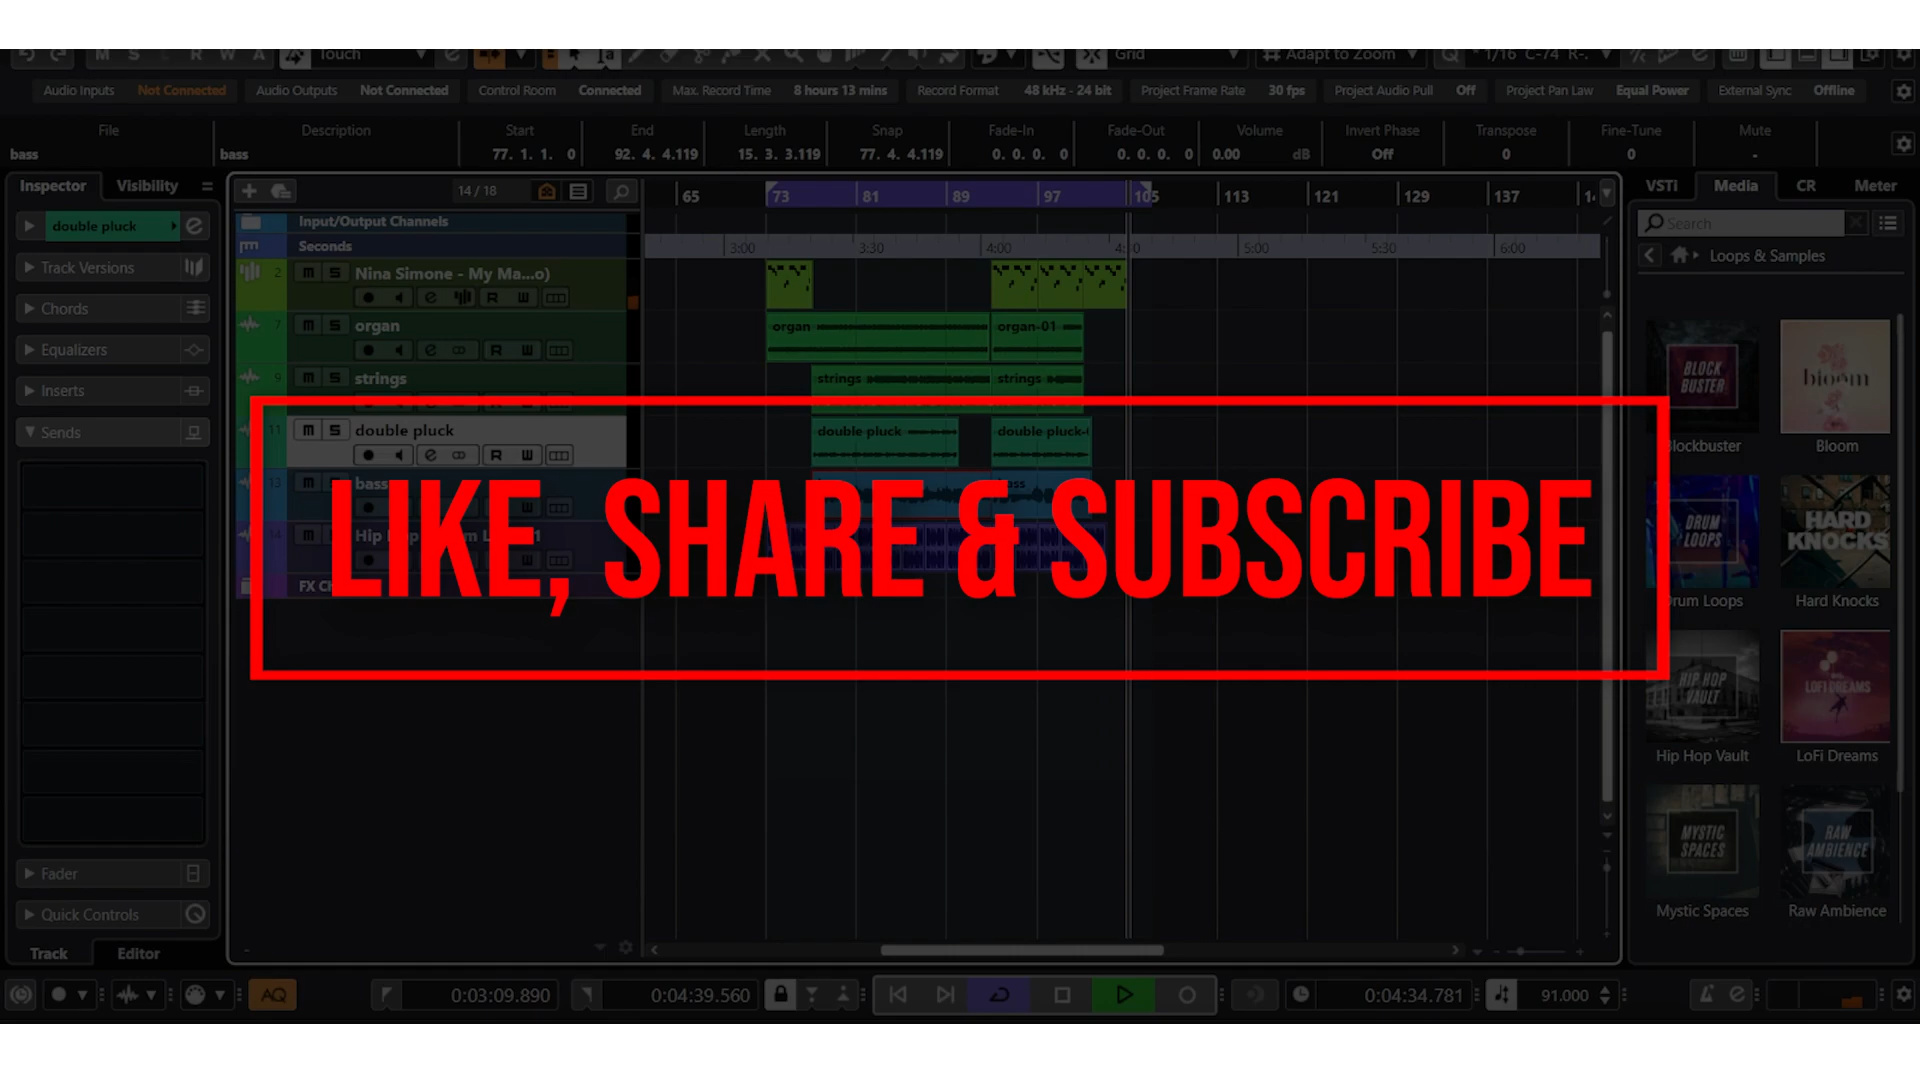 M S R W A Touch Grid Adapt to Zoom 1/16 C-74 R-.
Audio Inputs Not Connected Audio Outputs Not Connected Control Room Connected Max. Record Time 8 hours 13 mins Record Format 48 kHz - 24 bit Project Frame Rate 30 fps Project Audio Pull Off Project Pan Law Equal Power External Sync Offline
File Description Start End Length Snap Fade-In Fade-Out Volume Invert Phase Transpose Fine-Tune Mute
bass bass 77. 1. 1. 0 92. 4. 4.119 15. 3. 3.119 77. 4. 4.119 0. 0. 0. 0 0. 0. 0. 0 0.00 dB Off 0 0 -
Inspector Visibility 14 / 18 65 73 81 89 97 105 113 121 129 137 VSTi Media CR Meter
double pluck Input/Output Channels Search
Seconds 3:00 3:30 4:00 5:00 5:30 6:00 Loops & Samples
Track Versions 2 m S Nina Simone - My Ma...o)
R W
Chords 7 m S organ organ organ-01
Equalizers R W
Inserts 9 m S strings strings strings
Sends 11 m S double pluck double pluck double pluck-
R W
13 m bass bass
LIKE, SHARE & SUBSCRIBE
14 m Hip 1
FX Ch
BLOCK BUSTER bloom
Blockbuster Bloom
DRUM LOOPS HARD KNOCKS
Drum Loops Hard Knocks
HIP HOP VAULT LOFI DREAMS
Hip Hop Vault LoFi Dreams
MYSTIC SPACES RAW AMBIENCE
Mystic Spaces Raw Ambience
Fader
Quick Controls
Track Editor
AQ 0:03:09.890 0:04:39.560 0:04:34.781 91.000